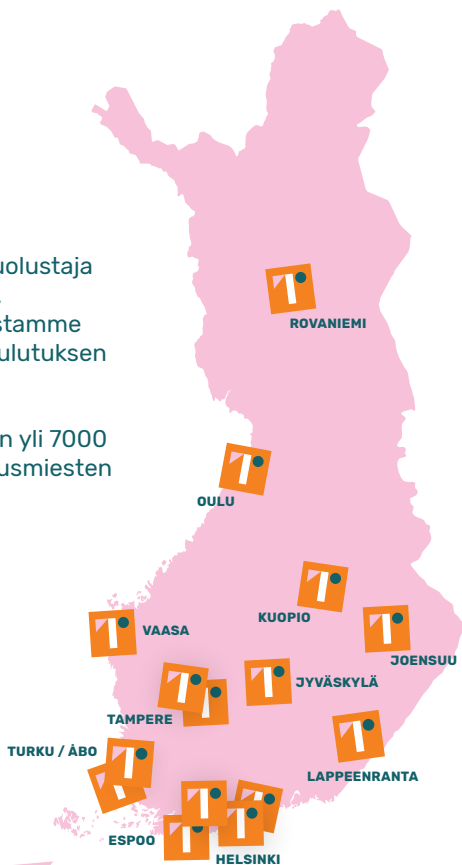 uolustaja
stamme
ulutuksen
n yli 7000
usmiesten
ROVANIEMI
OULU
KUOPIO
VAASA
JOENSUU
JYVÄSKYLÄ
TAMPERE
TURKU / ÅBO
LAPPEENRANTA
ESPOO
HELSINKI